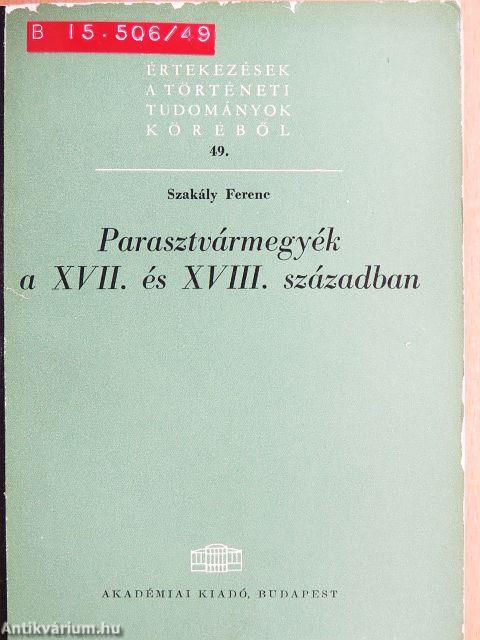 B 15.506/49
ÉRTEKEZÉSEK
A TÖRTÉNETI
TUDOMÁNYOK
KÖRÉBŐL
49.
Szakály Ferenc
Parasztvármegyék
a XVII. és XVIII. században
AKADÉMIAI KIADÓ, BUDAPEST
Antikvárium.hu